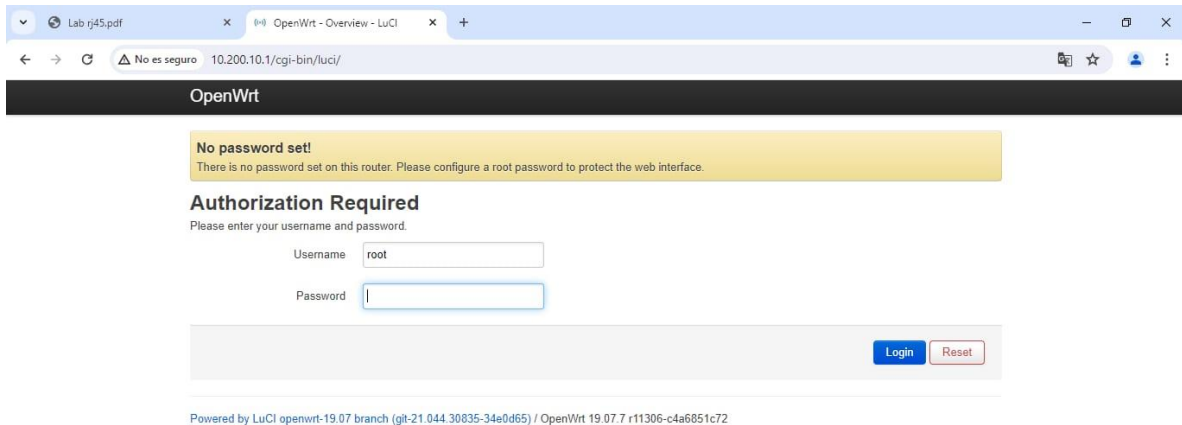 Lab rj45.pdf
OpenWrt - Overview - LuCI
No es seguro 10.200.10.1/cgi-bin/luci/
OpenWrt
No password set!
There is no password set on this router. Please configure a root password to protect the web interface.
Authorization Required
Please enter your username and password.
Username root
Password
Login Reset
Powered by LuCI openwrt-19.07 branch (git-21.044.30835-34e0d65) / OpenWrt 19.07.7 r11306-c4a6851c72